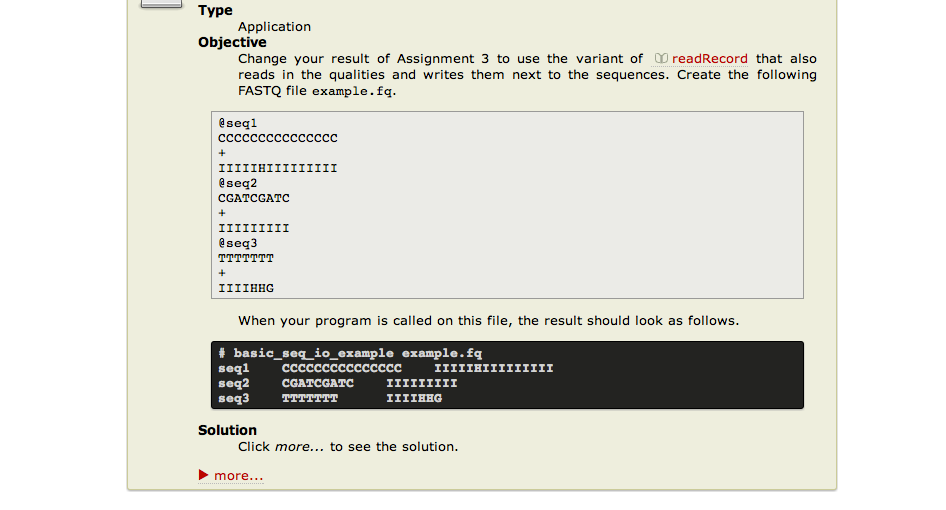 Type
Application
Objective
Change your result of Assignment 3 to use the variant of readRecord that also
reads in the qualities and writes them next to the sequences. Create the following
FASTQ file example.fq.
@seq1
CCCCCCCCCCCCCCC
+
IIIIIHIIIIIIIII
@seq2
CGATCGATC
+
IIIIIIIII
@seq3
TTTTTTT
+
IIIIHHG
When your program is called on this file, the result should look as follows.
# basic_seq_io_example example.fq
seq1 CCCCCCCCCCCCCCC IIIIIHIIIIIIIII
seq2 CGATCGATC IIIIIIIII
seq3 TTTTTTT IIIIHHG
Solution
Click more... to see the solution.
more...